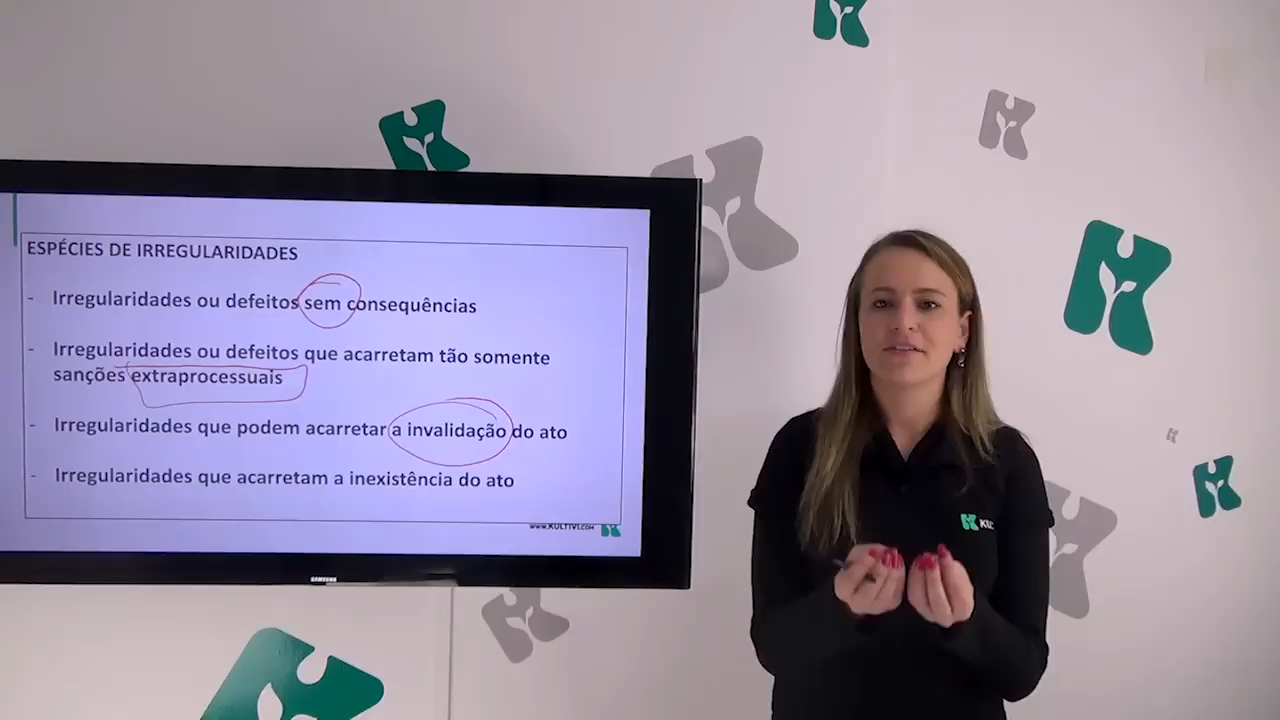 ESPÉCIES DE IRREGULARIDADES
- Irregularidades ou defeitos sem consequências
- Irregularidades ou defeitos que acarretam tão somente
sanções extraprocessuais
- Irregularidades que podem acarretar a invalidação do ato
- Irregularidades que acarretam a inexistência do ato
WWW.KULTIVI.COM
SAMSUNG